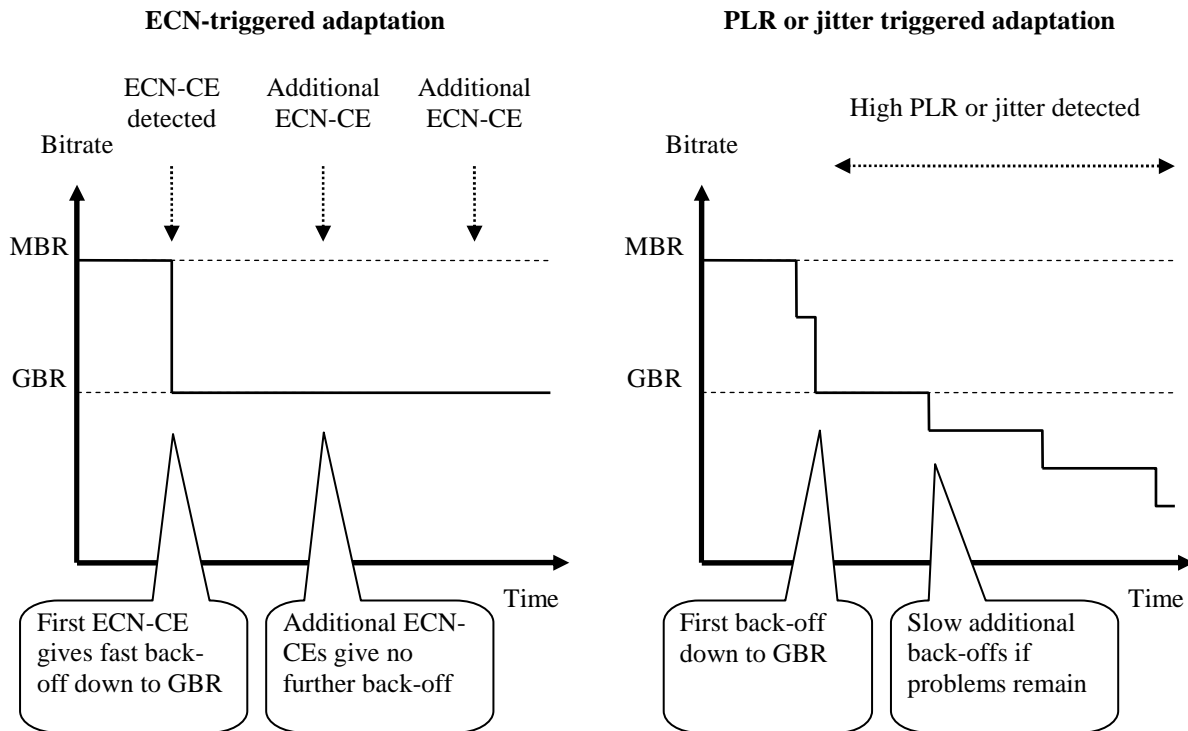 ECN-triggered adaptation
ECN-CE
detected
Additional
ECN-CE
Additional
ECN-CE
Bitrate
MBR
GBR
Time
First ECN-CE
gives fast back-
off down to GBR
Additional ECN-
CEs give no
further back-off
PLR or jitter triggered adaptation
High PLR or jitter detected
Bitrate
MBR
GBR
Time
First back-off
down to GBR
Slow additional
back-offs if
problems remain